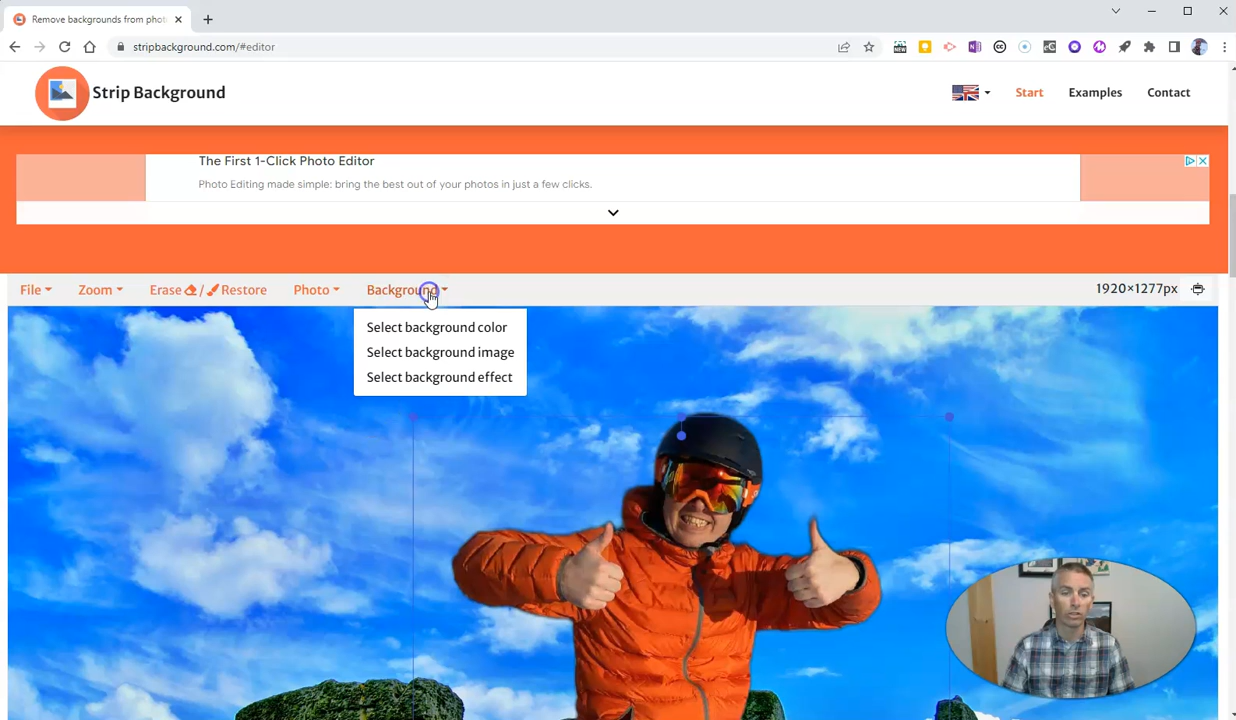 Remove backgrounds from phot
stripbackground.com/#editor
NEW
Strip Background
Start
Examples
Contact
The First 1-Click Photo Editor
Photo Editing made simple: bring the best out of your photos in just a few clicks.
File
Zoom
Erase / Restore
Photo
Background
1920×1277px
Select background color
Select background image
Select background effect